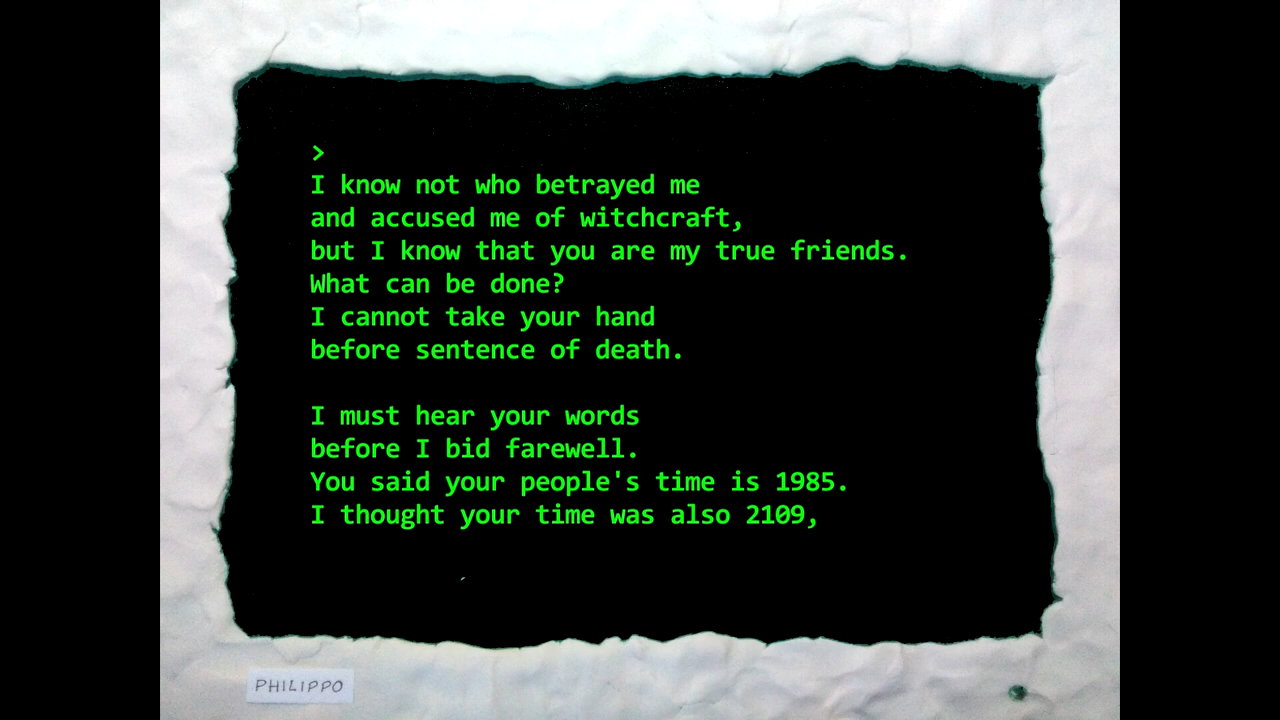 >
I know not who betrayed me
and accused me of witchcraft,
but I know that you are my true friends.
What can be done?
I cannot take your hand
before sentence of death.
I must hear your words
before I bid farewell.
You said your people's time is 1985.
I thought your time was also 2109,
PHILIPPO